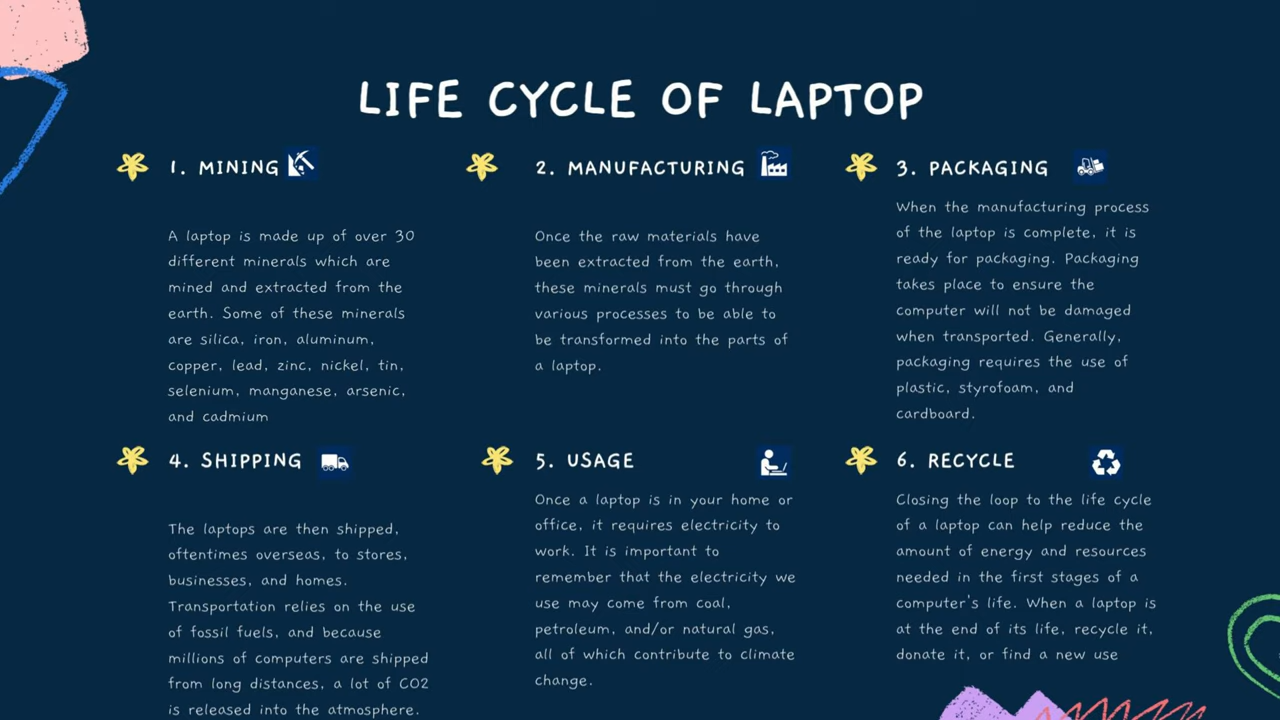 LIFE CYCLE OF LAPTOP
1. MINING
A laptop is made up of over 30
different minerals which are
mined and extracted from the
earth. Some of these minerals
are silica, iron, aluminum,
copper, lead, zinc, nickel, tin,
selenium, manganese, arsenic,
and cadmium
2. MANUFACTURING
Once the raw materials have
been extracted from the earth,
these minerals must go through
various processes to be able to
be transformed into the parts of
a laptop.
3. PACKAGING
When the manufacturing process
of the laptop is complete, it is
ready for packaging. Packaging
takes place to ensure the
computer will not be damaged
when transported. Generally,
packaging requires the use of
plastic, styrofoam, and
cardboard.
4. SHIPPING
The laptops are then shipped,
oftentimes overseas, to stores,
businesses, and homes.
Transportation relies on the use
of fossil fuels, and because
millions of computers are shipped
from long distances, a lot of CO2
is released into the atmosphere.
5. USAGE
Once a laptop is in your home or
office, it requires electricity to
work. It is important to
remember that the electricity we
use may come from coal,
petroleum, and/or natural gas,
all of which contribute to climate
change.
6. RECYCLE
Closing the loop to the life cycle
of a laptop can help reduce the
amount of energy and resources
needed in the first stages of a
computer's life. When a laptop is
at the end of its life, recycle it,
donate it, or find a new use